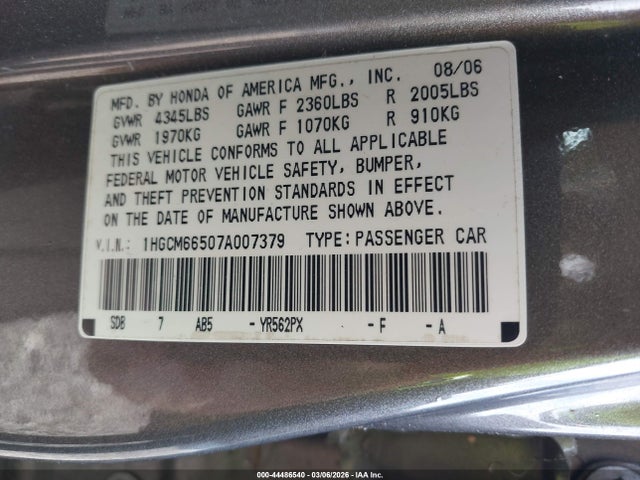 MFD. BY HONDA OF AMERICA MFG., INC. 08/06
GVWR 4345LBS GAWR F 2360LBS R 2005LBS
GVWR 1970KG GAWR F 1070KG R 910KG
THIS VEHICLE CONFORMS TO ALL APPLICABLE
FEDERAL MOTOR VEHICLE SAFETY, BUMPER,
AND THEFT PREVENTION STANDARDS IN EFFECT
ON THE DATE OF MANUFACTURE SHOWN ABOVE.
V.I.N.: 1HGCM66507A007379 TYPE: PASSENGER CAR
SDB 7 AB5 -YR562PX -F -A
000-44486540 - 03/06/2026 - IAA Inc.